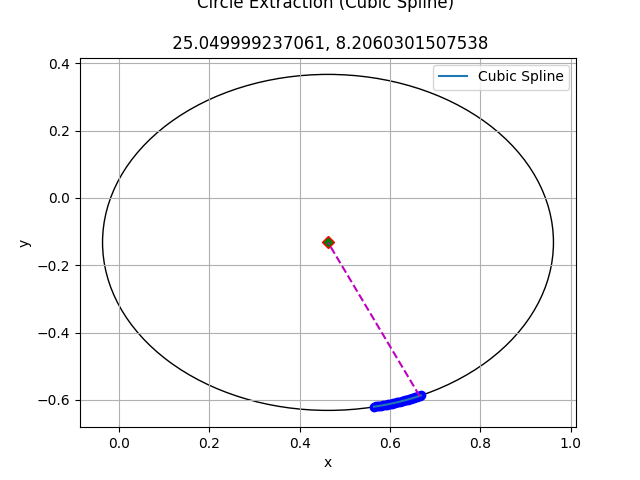 Circle Extraction (Cubic Spline)
25.049999237061, 8.2060301507538
Cubic Spline
0.4
0.2
0.0
−0.2
−0.4
−0.6
y
0.0 0.2 0.4 0.6 0.8 1.0
x